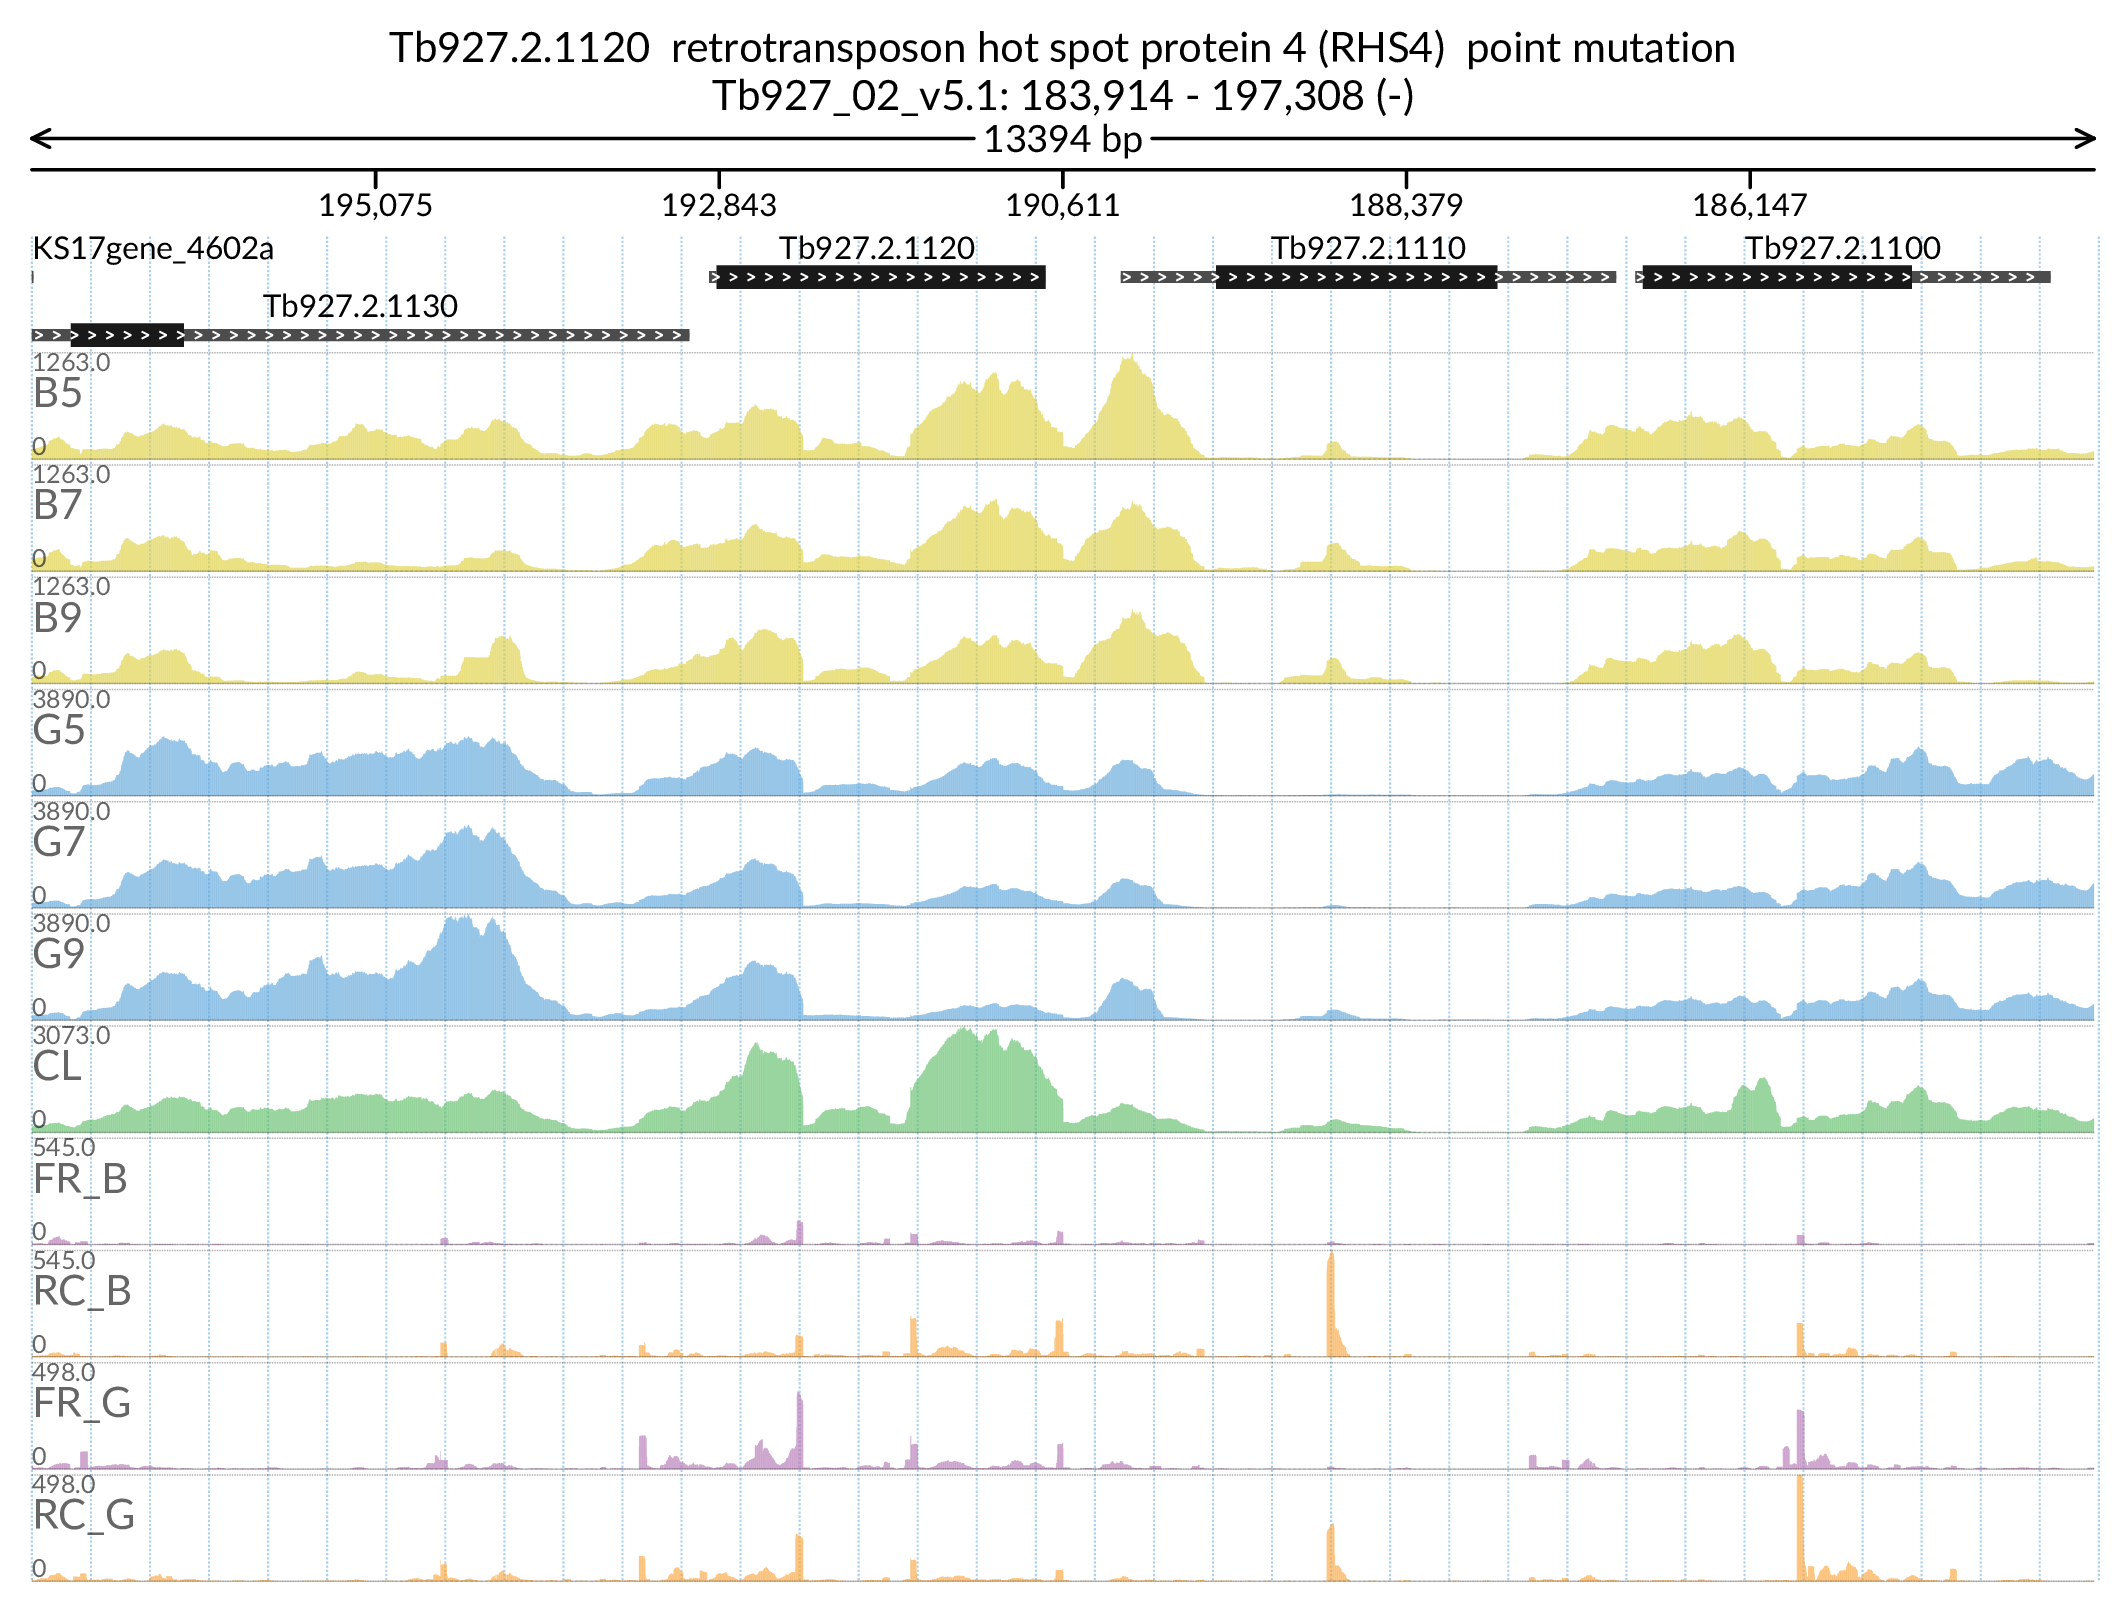 Tb927.2.1120  retrotransposon hot spot protein 4 (RHS4)  point mutation
Tb927_02_v5.1: 183,914 - 197,308 (-)
13394 bp
195,075 192,843 190,611 188,379 186,147
KS17gene_4602a Tb927.2.1120 Tb927.2.1110 Tb927.2.1100
Tb927.2.1130
1263.0
B5
0
1263.0
B7
0
1263.0
B9
0
3890.0
G5
0
3890.0
G7
0
3890.0
G9
0
3073.0
CL
0
545.0
FR_B
0
545.0
RC_B
0
498.0
FR_G
0
498.0
RC_G
0